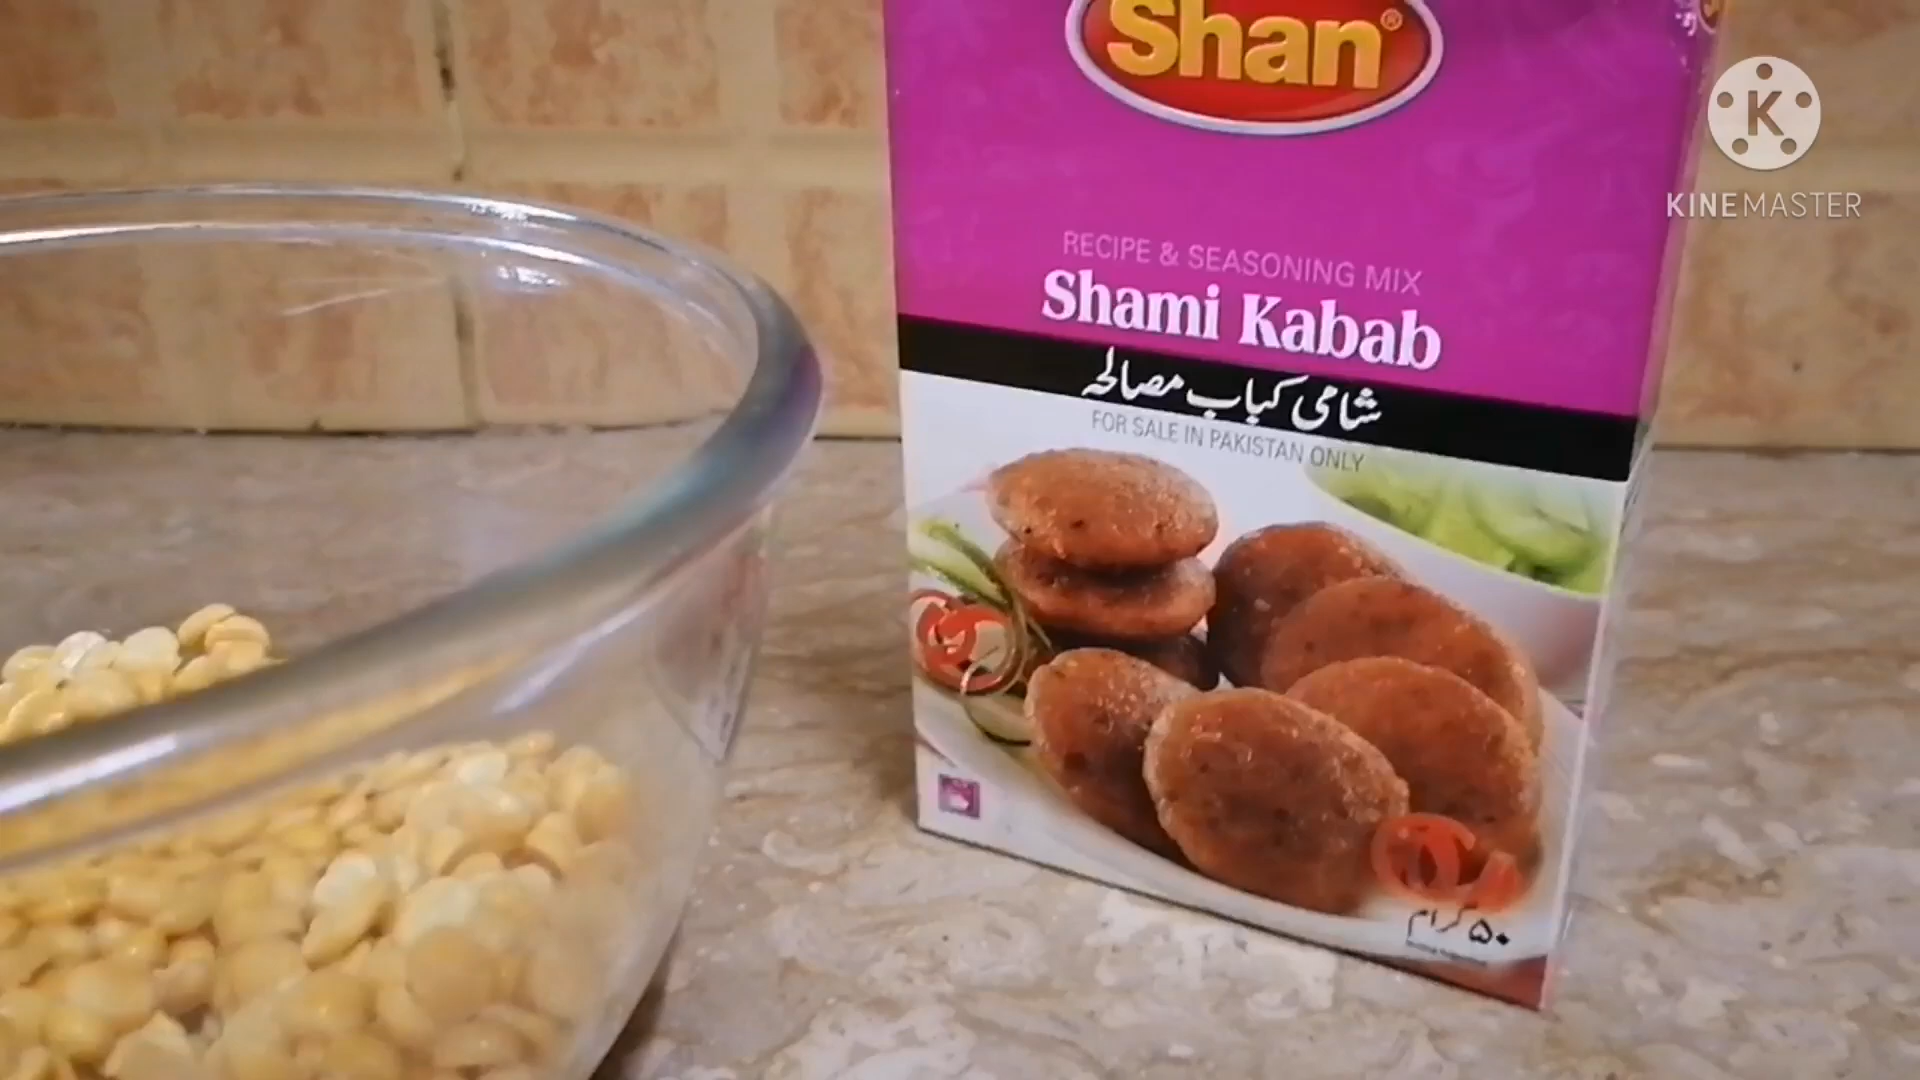 Shan®
K
KINEMASTER
RECIPE & SEASONING MIX
Shami Kabab
شامی کباب مصالحہ
FOR SALE IN PAKISTAN ONLY
۵۰ گرام